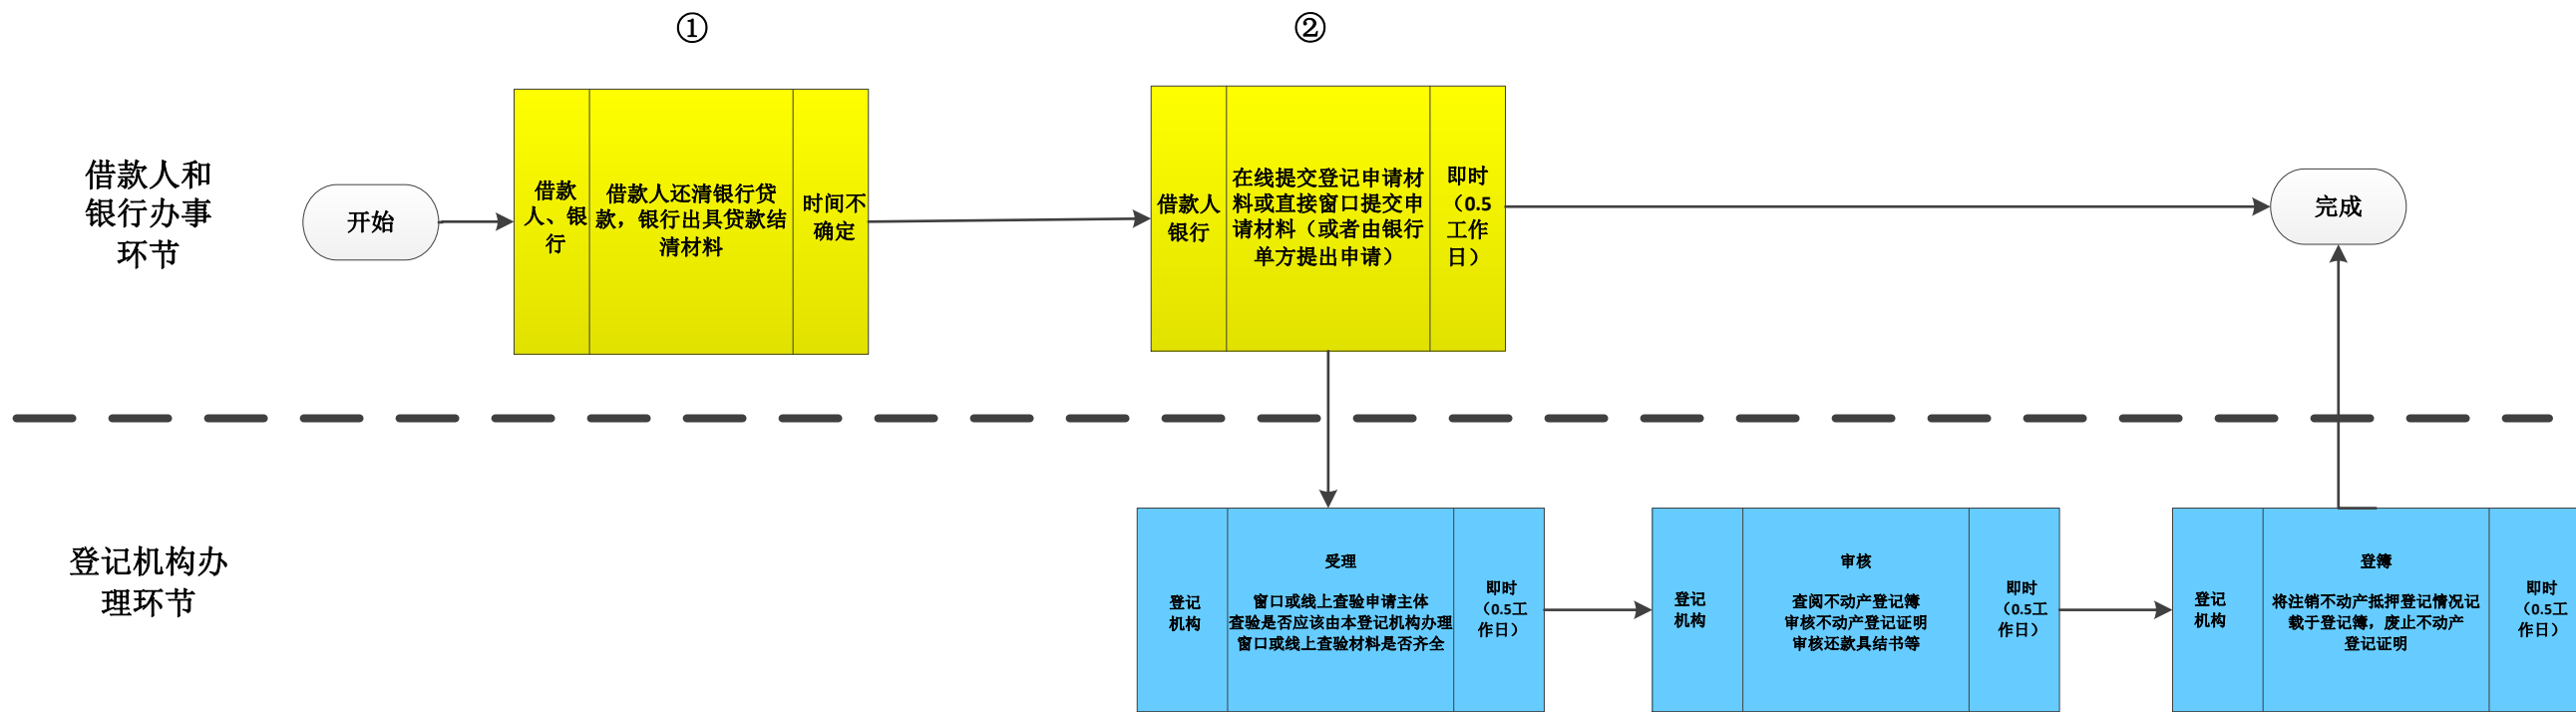 ①
②
借款人和
银行办事
环节
开始
借款
人、银
行
借款人还清银行贷
款，银行出具贷款结
清材料
时间不
确定
借款人
银行
在线提交登记申请材
料或直接窗口提交申
请材料（或者由银行
单方提出申请）
即时
（0.5
工作
日）
完成
登记机构办
理环节
登记
机构
受理
窗口或线上查验申请主体
查验是否应该由本登记机构办理
窗口或线上查验材料是否齐全
即时
（0.5工
作日）
登记
机构
审核
查阅不动产登记簿
审核不动产登记证明
审核还款具结书等
即时
（0.5工
作日）
登记
机构
登簿
将注销不动产抵押登记情况记
载于登记簿，废止不动产
登记证明
即时
（0.5工
作日）